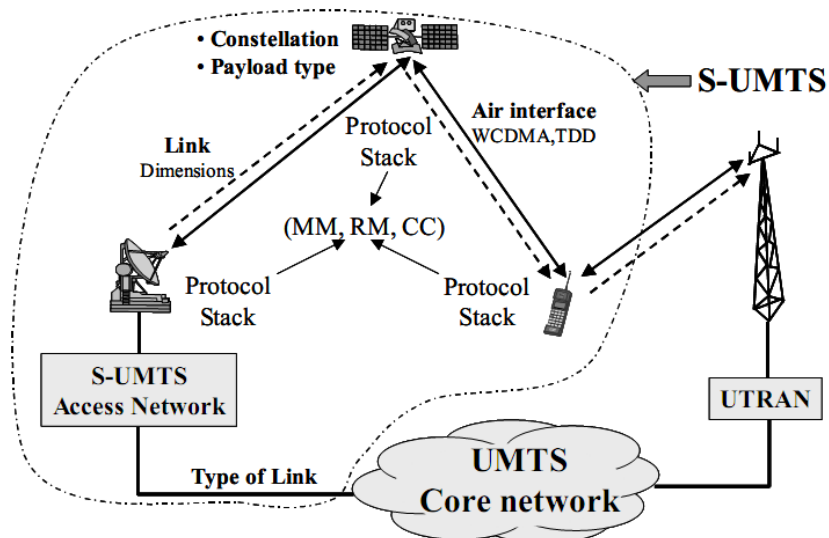 • Constellation
• Payload type
S-UMTS
Air interface
WCDMA,TDD
Link
Dimensions
Protocol
Stack
(MM, RM, CC)
Protocol
Stack
Protocol
Stack
S-UMTS
Access Network
UTRAN
Type of Link
UMTS
Core network